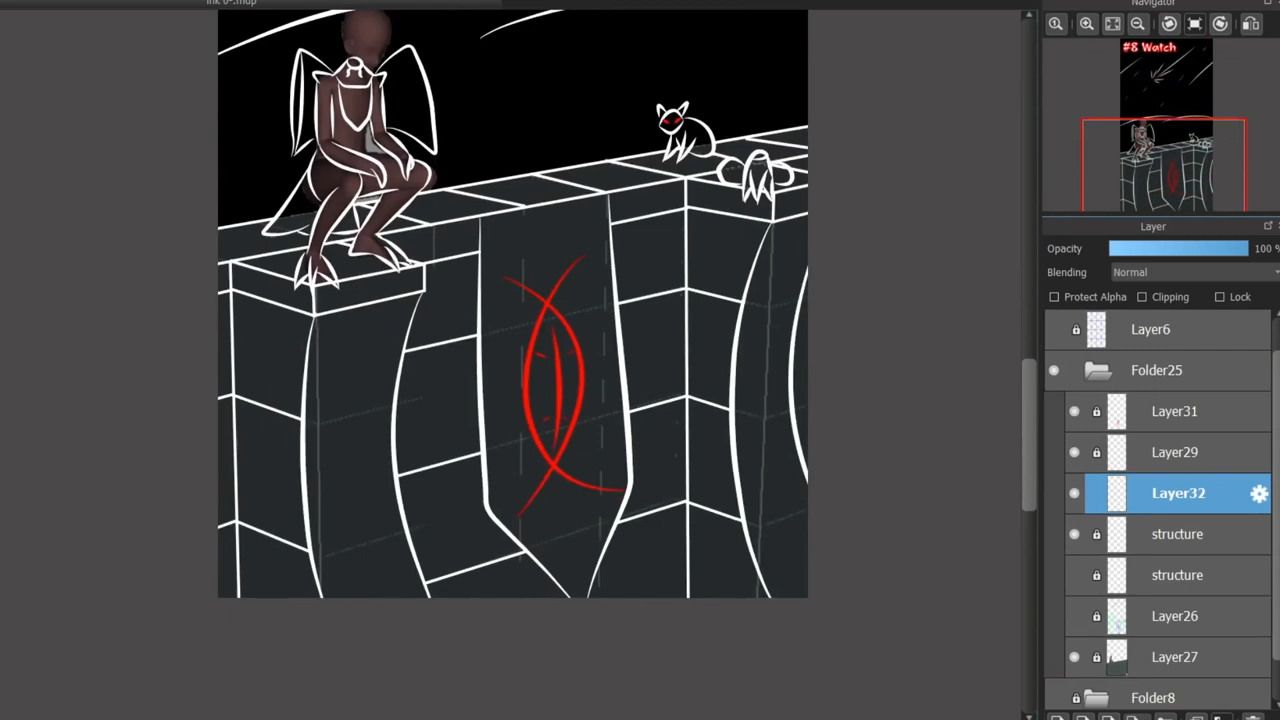 ink 6-.mdp
Navigator
#8 Watch
Layer
Opacity 100 %
Blending Normal
Protect Alpha Clipping Lock
Layer6
Folder25
Layer31
Layer29
Layer32
structure
structure
Layer26
Layer27
Folder8